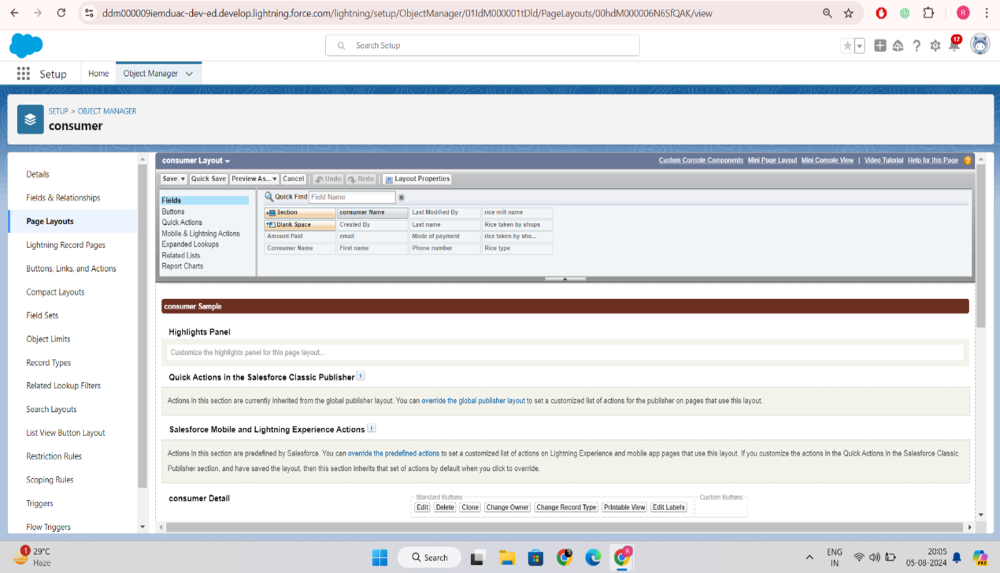 ddm000009iemduac-dev-ed.develop.lightning.force.com/lightning/setup/ObjectManager/01IdM000001tDld/PageLayouts/00hdM000006N6SfQAK/view
R
Search Setup
12
Setup
Home
Object Manager
SETUP > OBJECT MANAGER
consumer
Details
Fields & Relationships
Page Layouts
Lightning Record Pages
Buttons, Links, and Actions
Compact Layouts
Field Sets
Object Limits
Record Types
Related Lookup Filters
Search Layouts
List View Button Layout
Restriction Rules
Scoping Rules
Triggers
Flow Triggers
consumer Layout
Custom Console Components Mini Page Layout Mini Console View | Video Tutorial Help for this Page ?
Save Quick Save Preview As... Cancel Undo Redo Layout Properties
Fields
Buttons
Quick Actions
Mobile & Lightning Actions
Expanded Lookups
Related Lists
Report Charts
Quick Find Field Name
Section consumer Name Last Modified By rice mill name
Blank Space Created By Last name Rice taken by shops
Amount Paid email Mode of payment rice taken by sho...
Consumer Name First name Phone number Rice type
consumer Sample
Highlights Panel
Customize the highlights panel for this page layout...
Quick Actions in the Salesforce Classic Publisher i
Actions in this section are currently inherited from the global publisher layout. You can override the global publisher layout to set a customized list of actions for the publisher on pages that use this layout.
Salesforce Mobile and Lightning Experience Actions i
Actions in this section are predefined by Salesforce. You can override the predefined actions to set a customized list of actions on Lightning Experience and mobile app pages that use this layout. If you customize the actions in the Quick Actions in the Salesforce Classic
Publisher section, and have saved the layout, then this section inherits that set of actions by default when you click to override.
consumer Detail
Standard Buttons
Edit Delete Clone Change Owner Change Record Type Printable View Edit Labels
Custom Buttons
1
29°C
Haze
Search
R
ENG
IN
20:05
05-08-2024
PRE